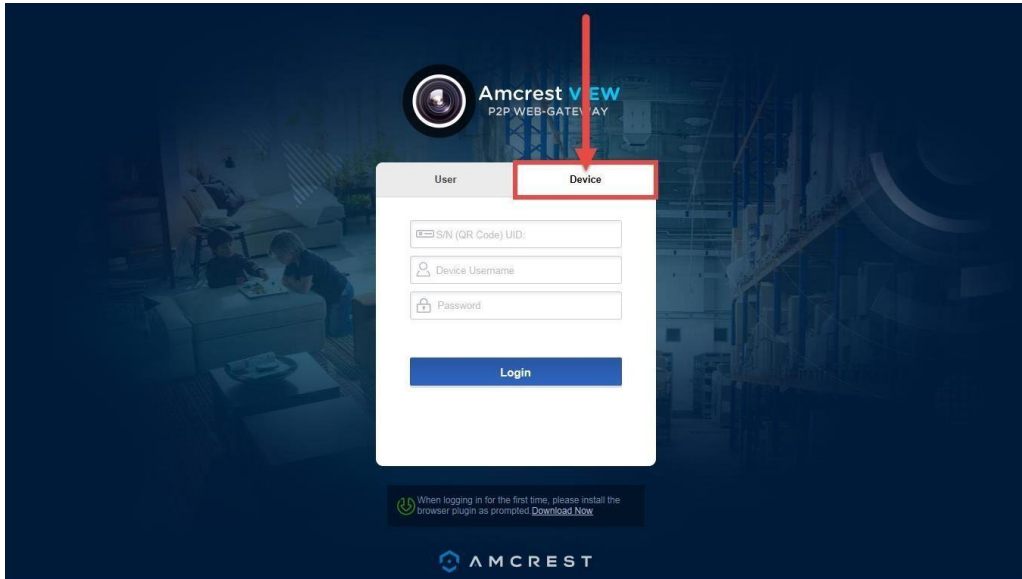 Amcrest VIEW
P2P WEB-GATEWAY
User
Device
S/N (QR Code) UID:
Device Username
Password
Login
When logging in for the first time, please install the
browser plugin as prompted.Download Now
AMCREST